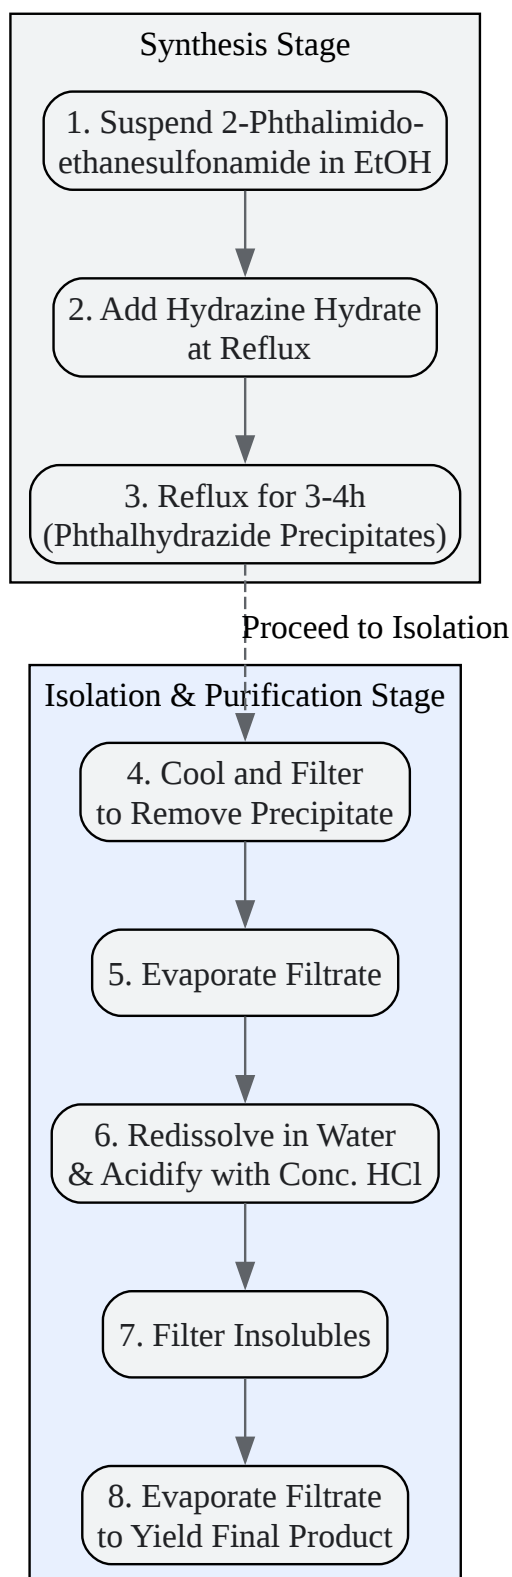 Synthesis Stage
1. Suspend 2-Phthalimido-
ethanesulfonamide in EtOH
2. Add Hydrazine Hydrate
at Reflux
3. Reflux for 3-4h
(Phthalhydrazide Precipitates)
Proceed to Isolation
Isolation & Purification Stage
4. Cool and Filter
to Remove Precipitate
5. Evaporate Filtrate
6. Redissolve in Water
& Acidify with Conc. HCl
7. Filter Insolubles
8. Evaporate Filtrate
to Yield Final Product